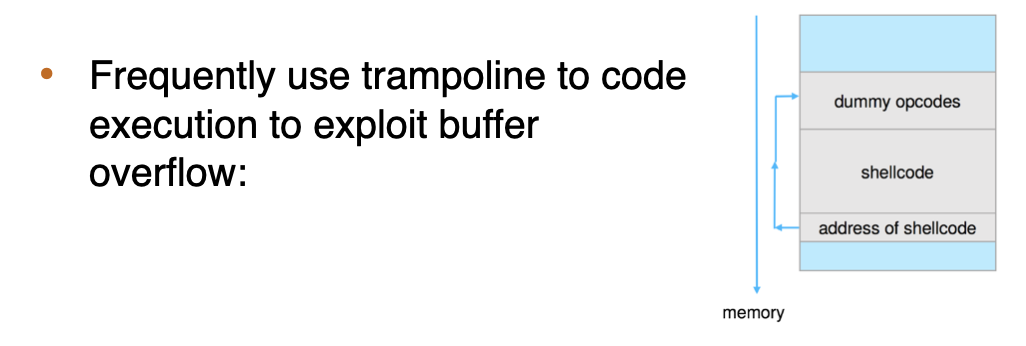 • Frequently use trampoline to code
execution to exploit buffer
overflow:
dummy opcodes
shellcode
address of shellcode
memory